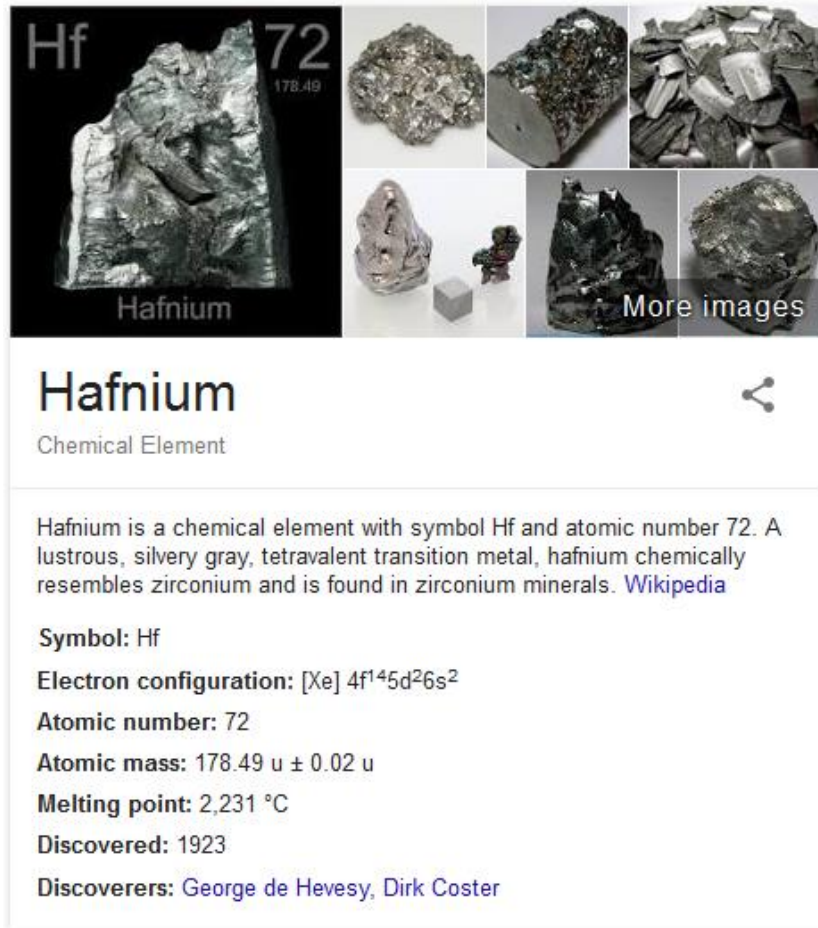 Hf 72
178.49
Hafnium
More images
Hafnium
Chemical Element
Hafnium is a chemical element with symbol Hf and atomic number 72. A
lustrous, silvery gray, tetravalent transition metal, hafnium chemically
resembles zirconium and is found in zirconium minerals. Wikipedia
Symbol: Hf
Electron configuration: [Xe] 4f¹⁴5d²6s²
Atomic number: 72
Atomic mass: 178.49 u ± 0.02 u
Melting point: 2,231 °C
Discovered: 1923
Discoverers: George de Hevesy, Dirk Coster